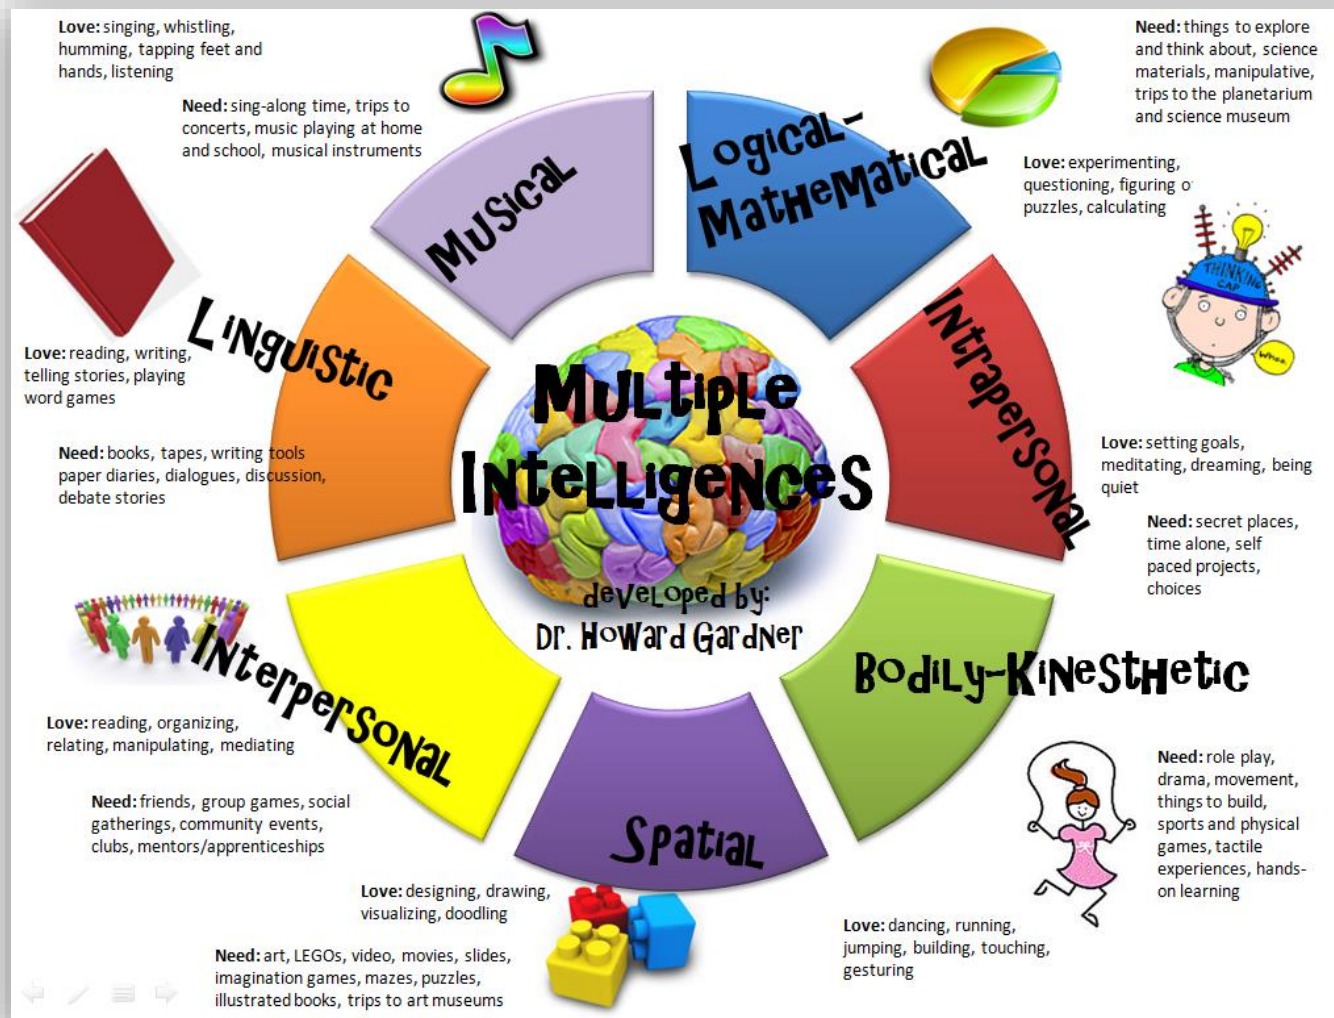 Love: singing, whistling,
humming, tapping feet and
hands, listening
Need: sing-along time, trips to
concerts, music playing at home
and school, musical instruments
Musical
Logical-
Mathematical
Need: things to explore
and think about, science
materials, manipulative,
trips to the planetarium
and science museum
Love: experimenting,
questioning, figuring o
puzzles, calculating
THINKING
CAP
Intrapersonal
Love: setting goals,
meditating, dreaming, being
quiet
Need: secret places,
time alone, self
paced projects,
choices
Linguistic
Love: reading, writing,
telling stories, playing
word games
Need: books, tapes, writing tools
paper diaries, dialogues, discussion,
debate stories
Multiple
Intelligences
developed by:
Dr. Howard Gardner
Interpersonal
Love: reading, organizing,
relating, manipulating, mediating
Need: friends, group games, social
gatherings, community events,
clubs, mentors/apprenticeships
Bodily-Kinesthetic
Need: role play,
drama, movement,
things to build,
sports and physical
games, tactile
experiences, hands-
on learning
Love: dancing, running,
jumping, building, touching,
gesturing
Spatial
Love: designing, drawing,
visualizing, doodling
Need: art, LEGOs, video, movies, slides,
imagination games, mazes, puzzles,
illustrated books, trips to art museums